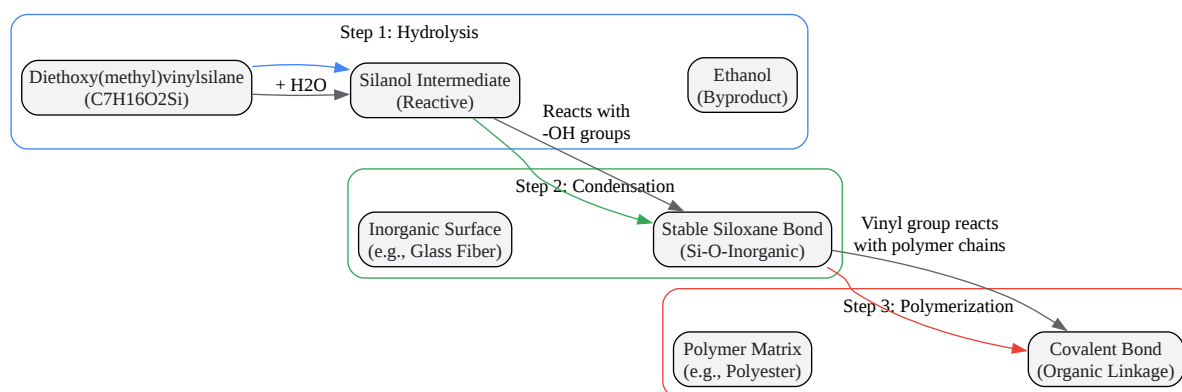 Step 1: Hydrolysis
Diethoxy(methyl)vinylsilane
(C7H16O2Si)
+ H2O
Silanol Intermediate
(Reactive)
Ethanol
(Byproduct)
Reacts with
-OH groups
Step 2: Condensation
Inorganic Surface
(e.g., Glass Fiber)
Stable Siloxane Bond
(Si-O-Inorganic)
Vinyl group reacts
with polymer chains
Step 3: Polymerization
Polymer Matrix
(e.g., Polyester)
Covalent Bond
(Organic Linkage)